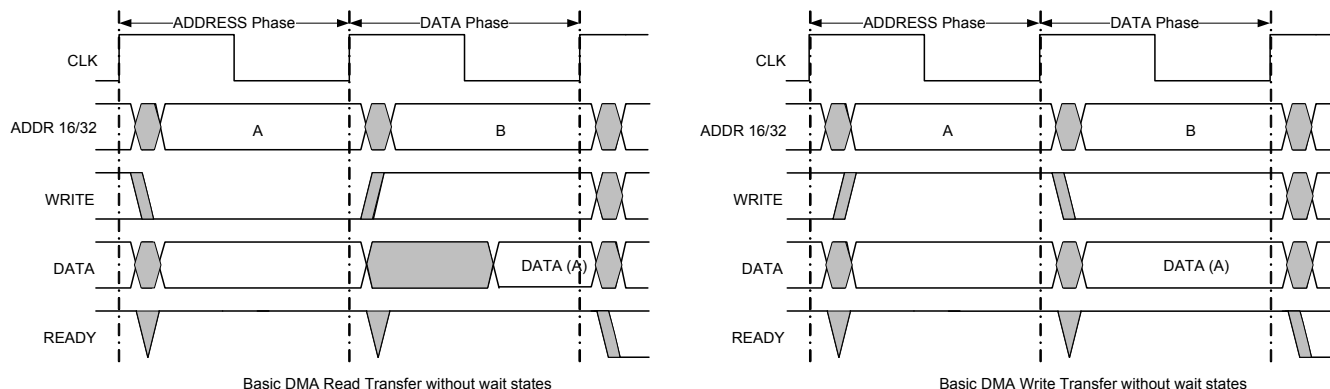 ADDRESS Phase DATA Phase
CLK
ADDR 16/32 A B
WRITE
DATA DATA (A)
READY
Basic DMA Read Transfer without wait states
ADDRESS Phase DATA Phase
CLK
ADDR 16/32 A B
WRITE
DATA DATA (A)
READY
Basic DMA Write Transfer without wait states